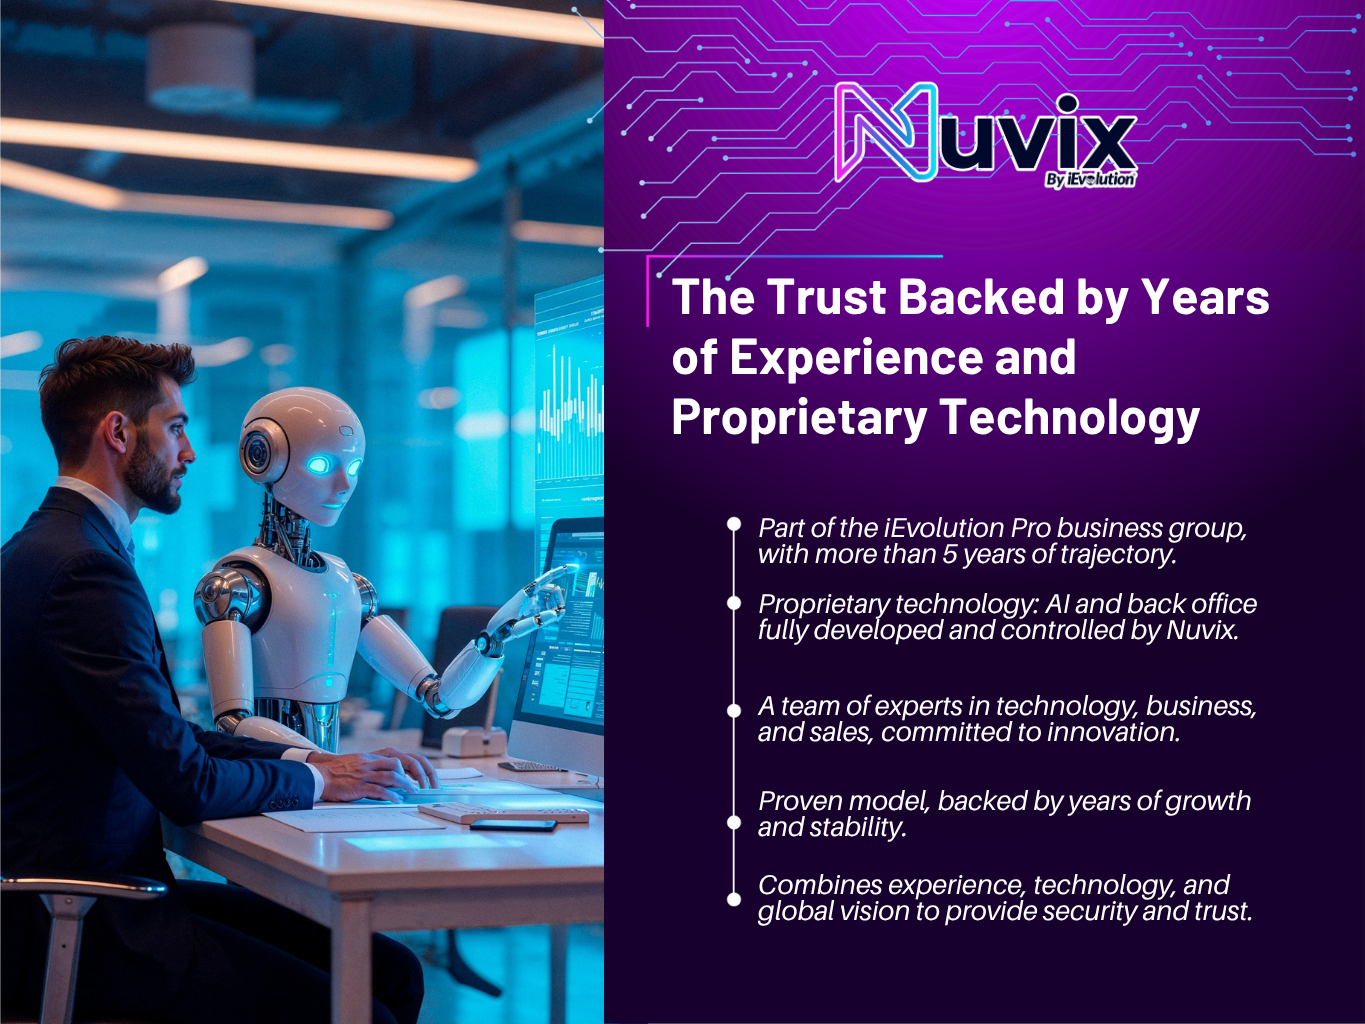 Nuvix
By iEvolution
The Trust Backed by Years
of Experience and
Proprietary Technology
Part of the iEvolution Pro business group,
with more than 5 years of trajectory.
Proprietary technology: AI and back office
fully developed and controlled by Nuvix.
A team of experts in technology, business,
and sales, committed to innovation.
Proven model, backed by years of growth
and stability.
Combines experience, technology, and
global vision to provide security and trust.